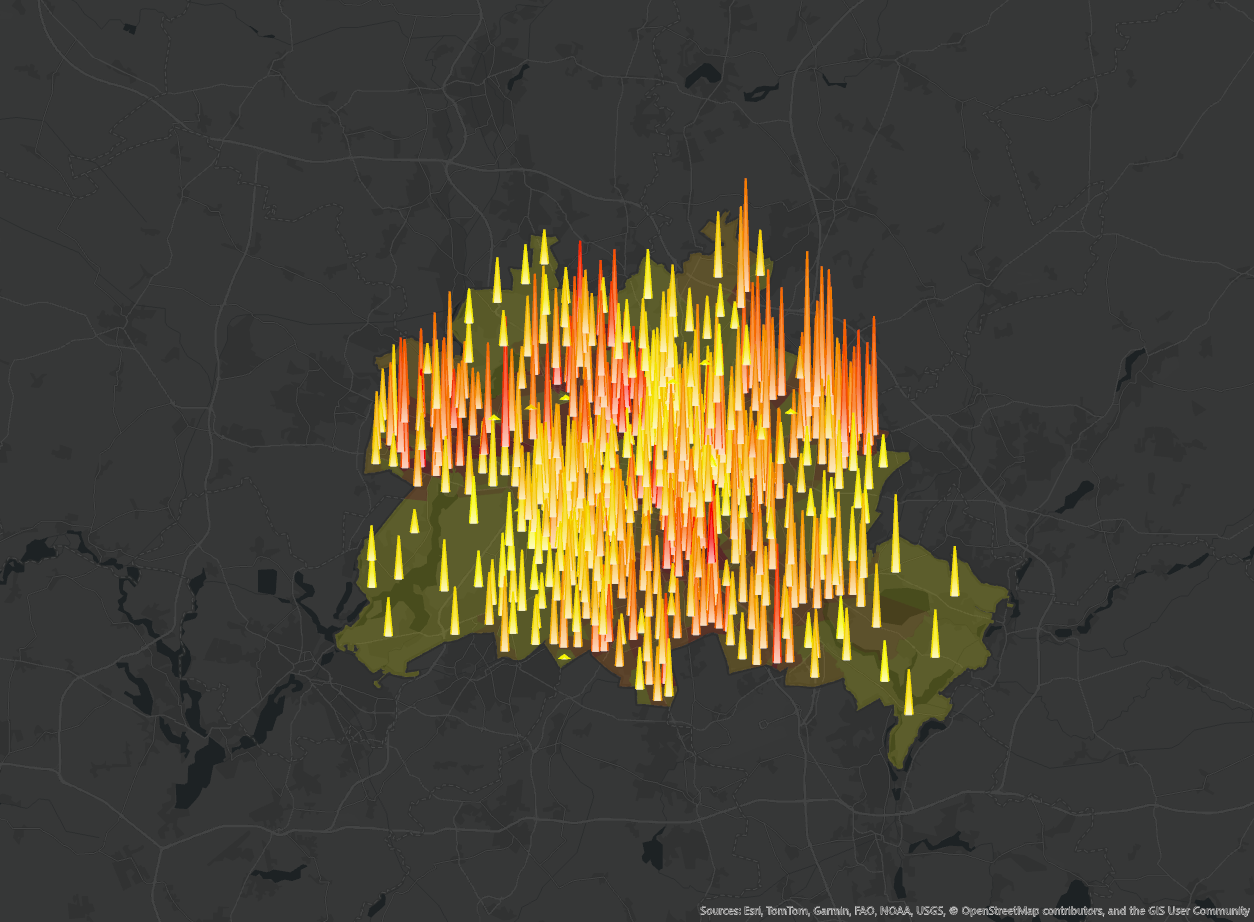 Sources: Esri, TomTom, Garmin, FAO, NOAA, USGS, © OpenStreetMap contributors, and the GIS User Community